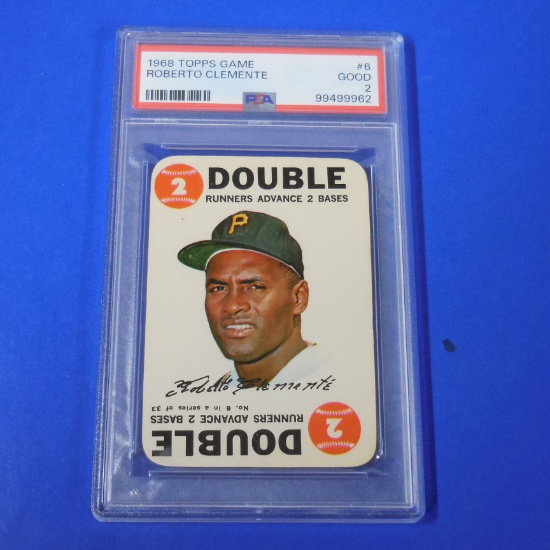 1968 TOPPS GAME #6
ROBERTO CLEMENTE GOOD
2
PSA 99499962
2 DOUBLE
RUNNERS ADVANCE 2 BASES
P
Roberto Clemente
No. 6 in a series of 33
RUNNERS ADVANCE 2 BASES
DOUBLE 2